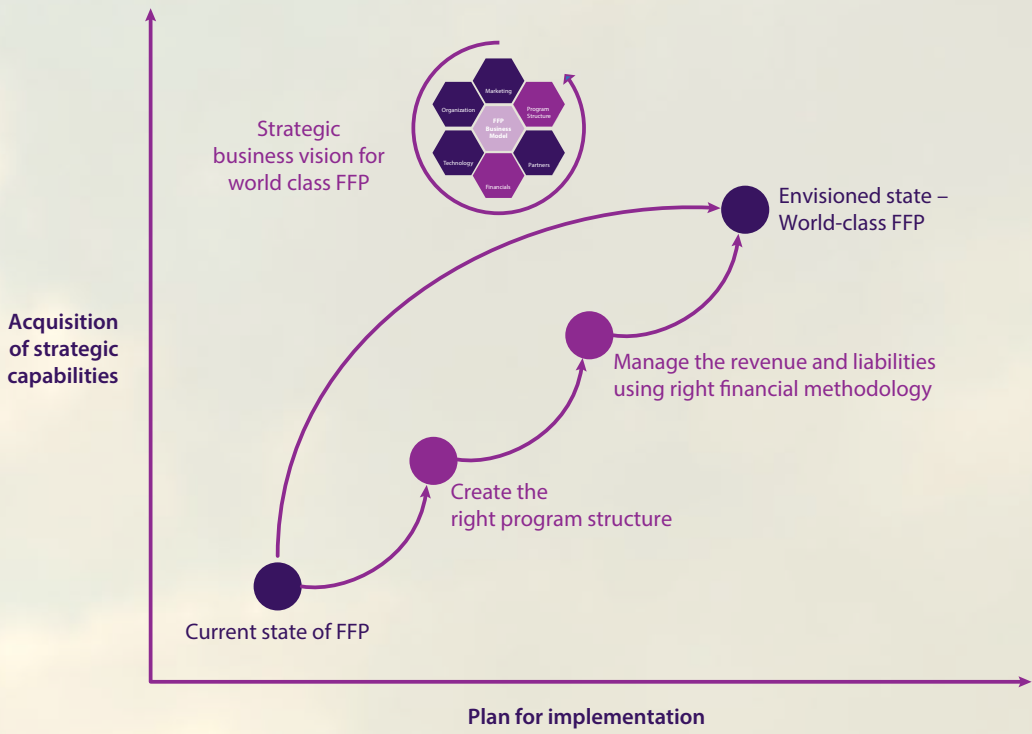 Marketing
Organization
Program
Structure
FFP
Business
Model
Technology
Partners
Financials
Strategic
business vision for
world class FFP
Envisioned state –
World-class FFP
Acquisition
of strategic
capabilities
Manage the revenue and liabilities
using right financial methodology
Create the
right program structure
Current state of FFP
Plan for implementation